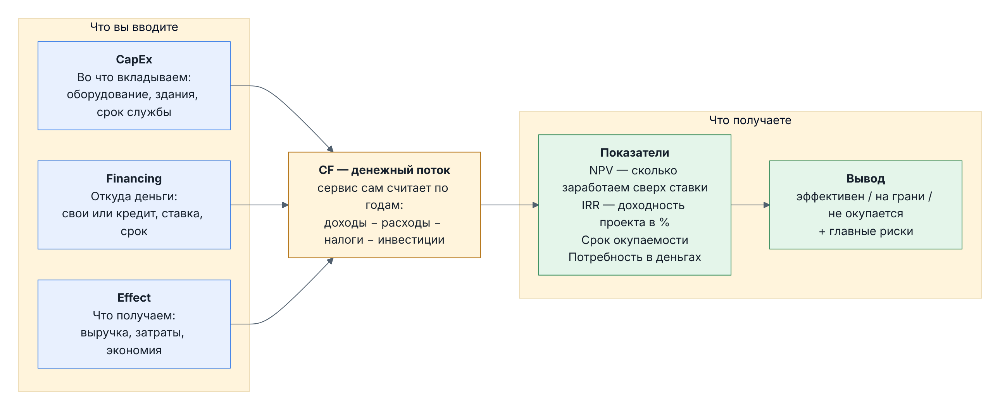 Что вы вводите
CapEx
Во что вкладываем:
оборудование, здания,
срок службы
Financing
Откуда деньги:
свои или кредит, ставка,
срок
Effect
Что получаем:
выручка, затраты,
экономия
CF — денежный поток
сервис сам считает по
годам:
доходы − расходы −
налоги − инвестиции
Что получаете
Показатели
NPV — сколько
заработаем сверх ставки
IRR — доходность
проекта в %
Срок окупаемости
Потребность в деньгах
Вывод
эффективен / на грани /
не окупается
+ главные риски